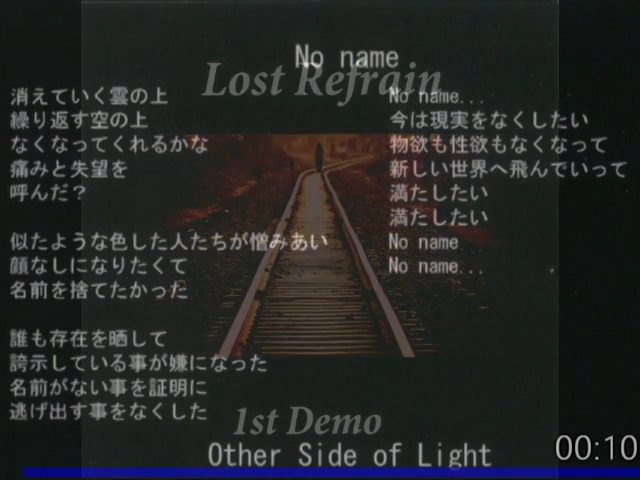 No name
Lost Refrain
消えていく雲の上
繰り返す空の上
なくなってくれるかな
痛みと失望を
呼んだ?
似たような色した人たちが憎みあい
顔なしになりたくて
名前を捨てたかった
誰も存在を晒して
誇示している事が嫌になった
名前がない事を証明に
逃げ出す事をなくした
No name...
今は現実をなくしたい
物欲も性欲もなくなって
新しい世界へ飛んでいって
満たしたい
満たしたい
No name
No name...
1st Demo
Other Side of Light
00:10